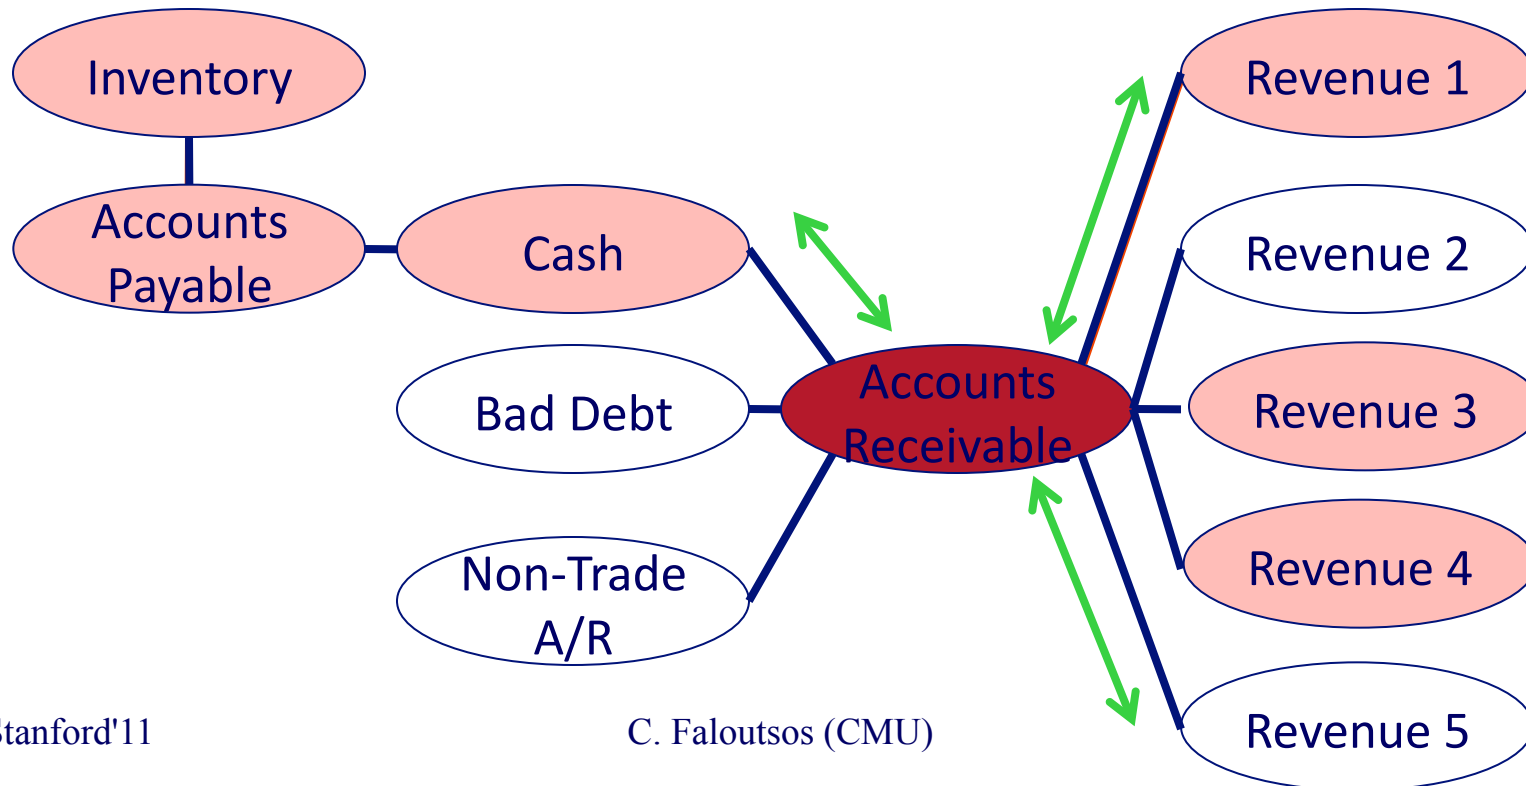 Inventory
Accounts
Payable
Cash
Bad Debt
Non-Trade
A/R
Accounts
Receivable
Revenue 1
Revenue 2
Revenue 3
Revenue 4
Revenue 5
tanford'11
C. Faloutsos (CMU)